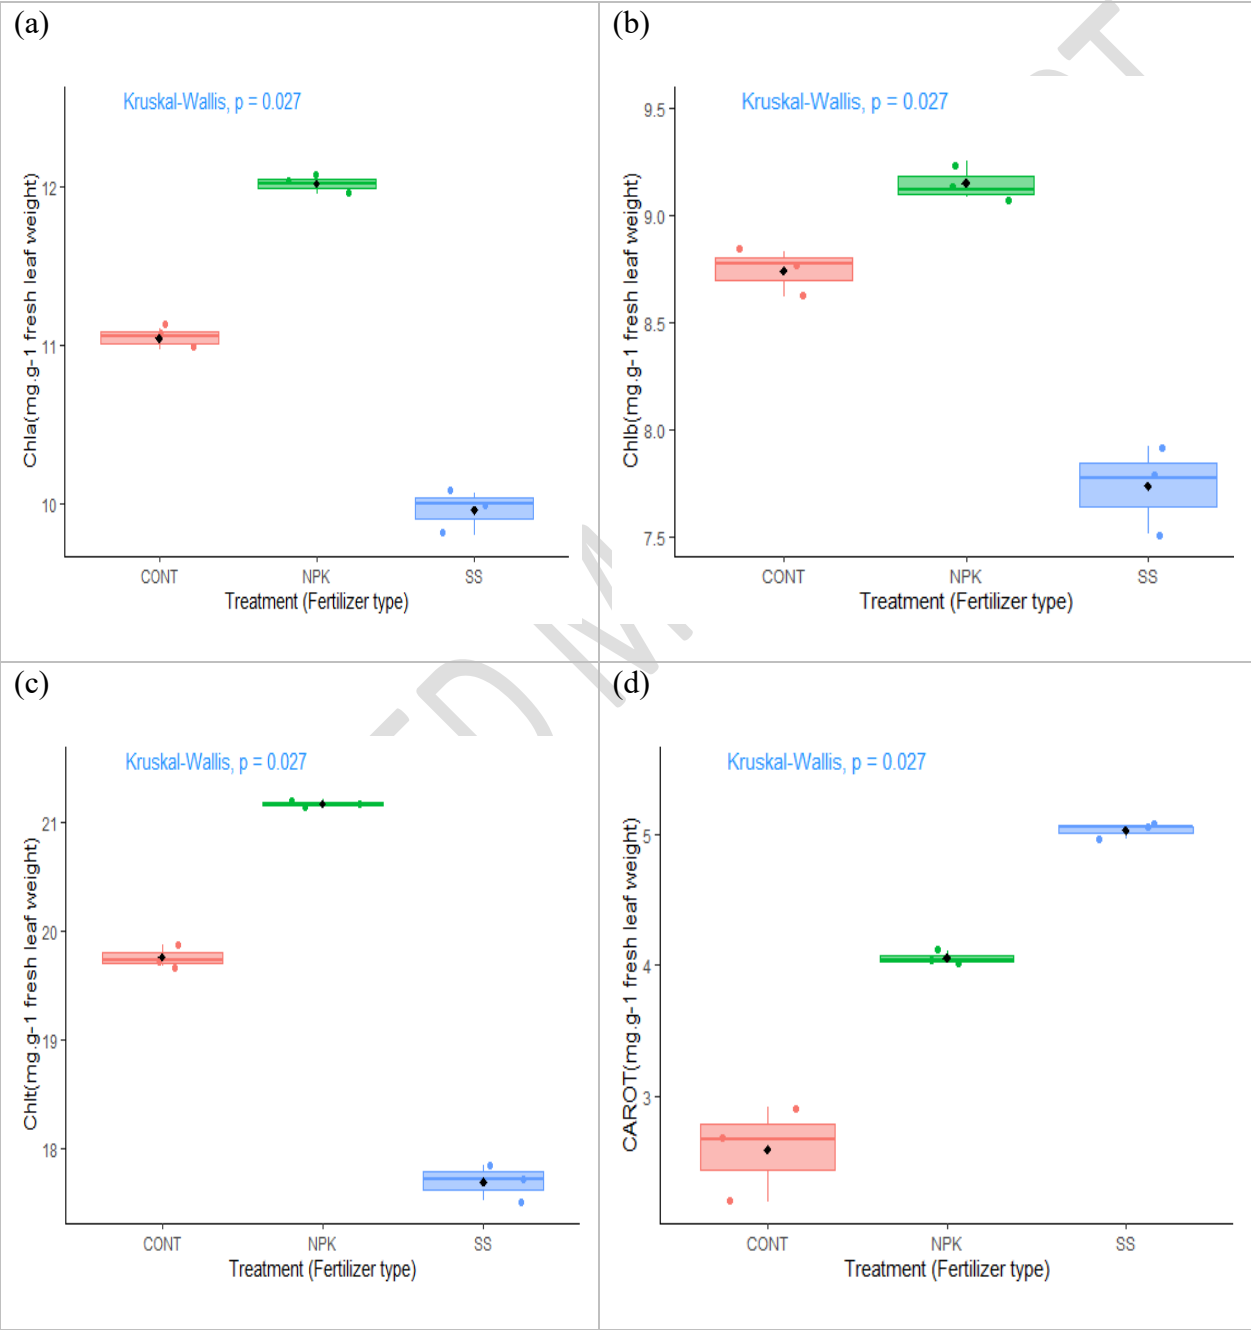 (a)
Kruskal-Wallis, p = 0.027
Chla(mg.g-1 fresh leaf weight)
12
11
10
CONT NPK SS
Treatment (Fertilizer type)
(b)
Kruskal-Wallis, p = 0.027
Chlb(mg.g-1 fresh leaf weight)
9.5
9.0
8.5
8.0
7.5
CONT NPK SS
Treatment (Fertilizer type)
(c)
Kruskal-Wallis, p = 0.027
Chlt(mg.g-1 fresh leaf weight)
21
20
19
18
CONT NPK SS
Treatment (Fertilizer type)
(d)
Kruskal-Wallis, p = 0.027
CAROT(mg.g-1 fresh leaf weight)
5
4
3
CONT NPK SS
Treatment (Fertilizer type)